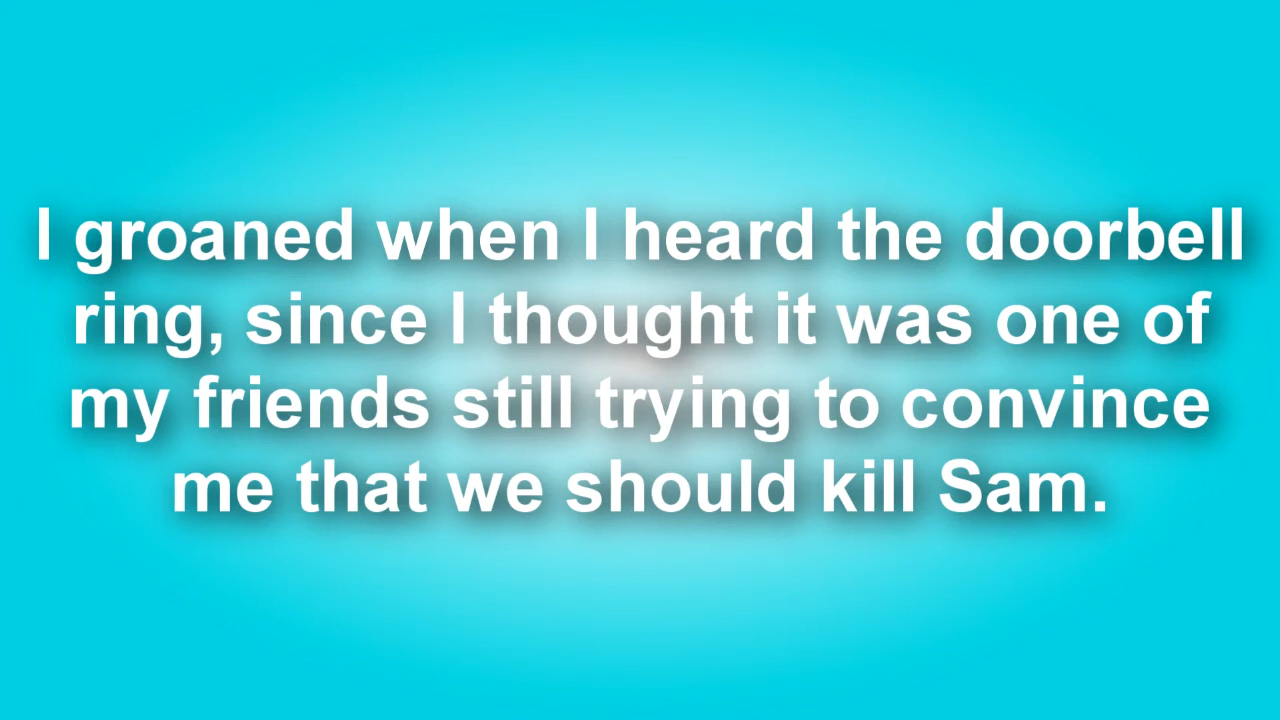 I groaned when I heard the doorbell
ring, since I thought it was one of
my friends still trying to convince
me that we should kill Sam.